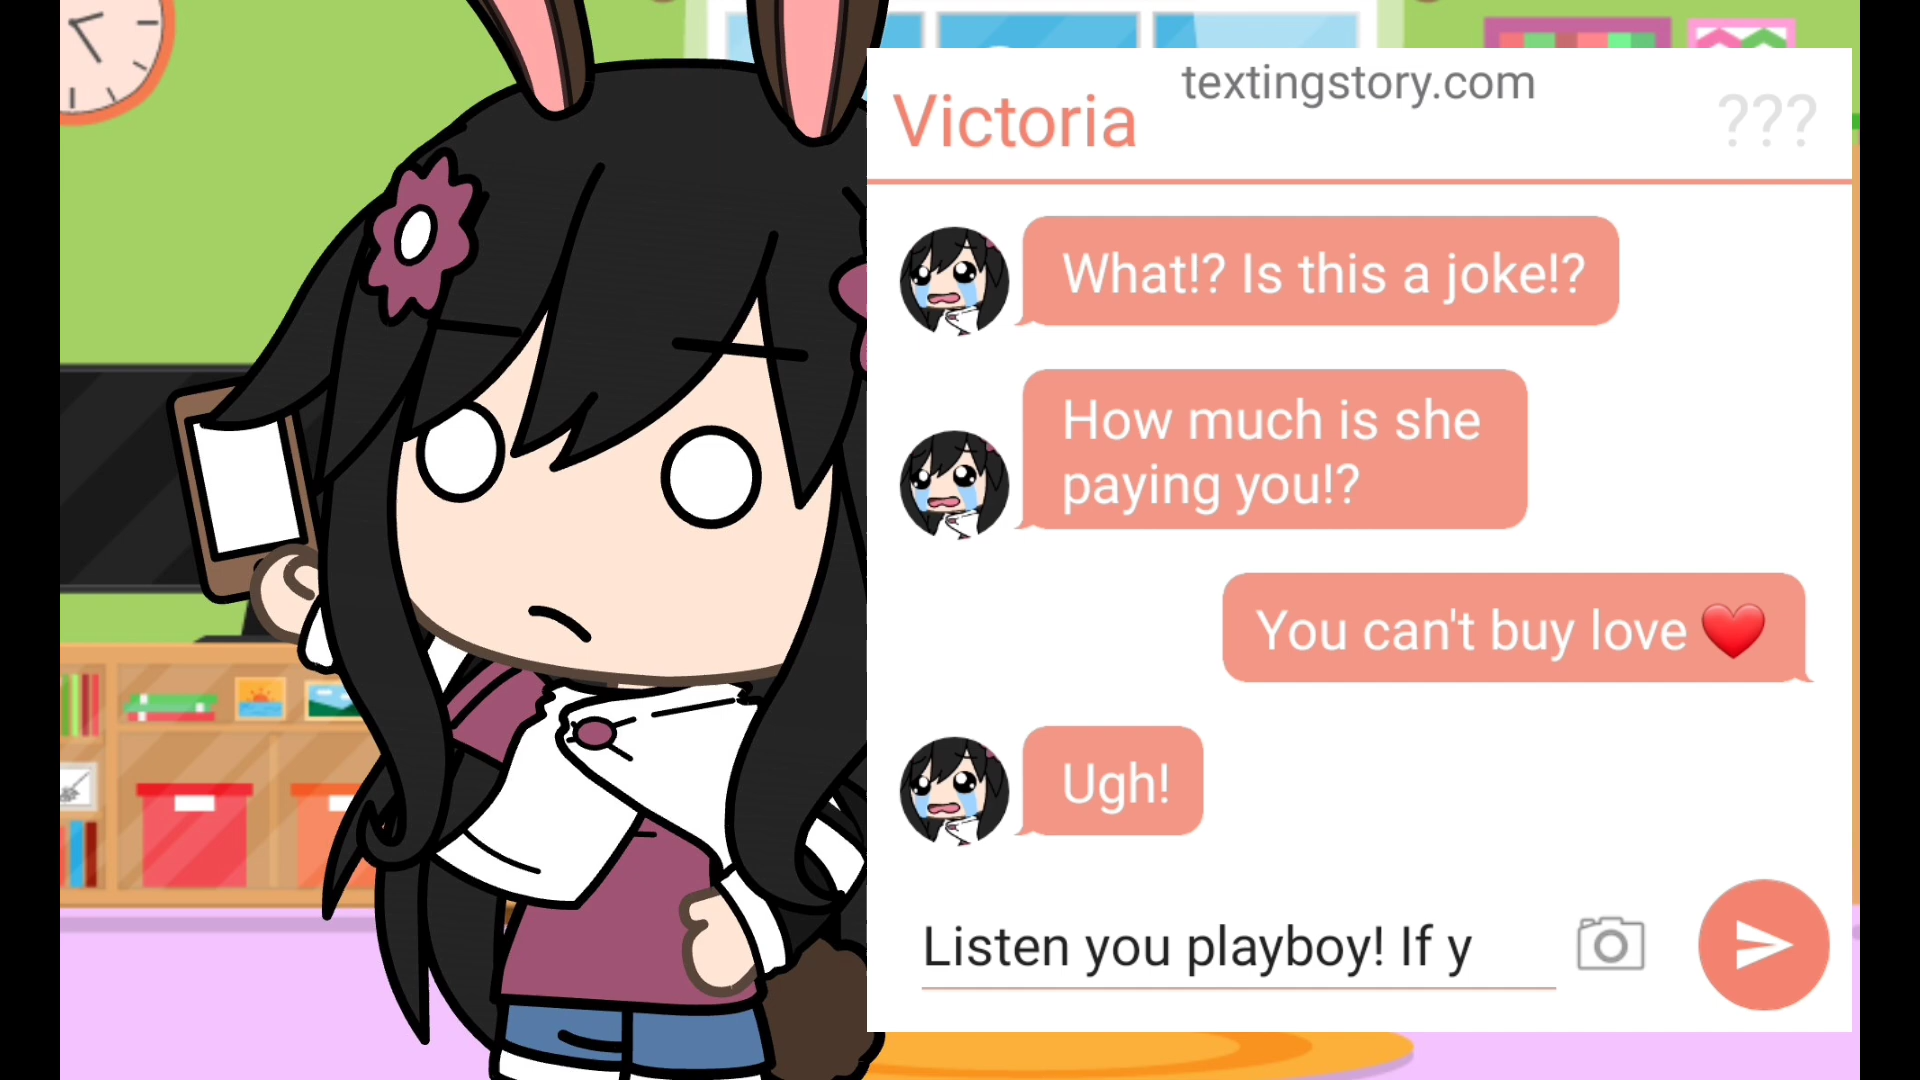 textingstory.com
Victoria
???
What!? Is this a joke!?
How much is she
paying you!?
You can't buy love ❤️
Ugh!
Listen you playboy! If y